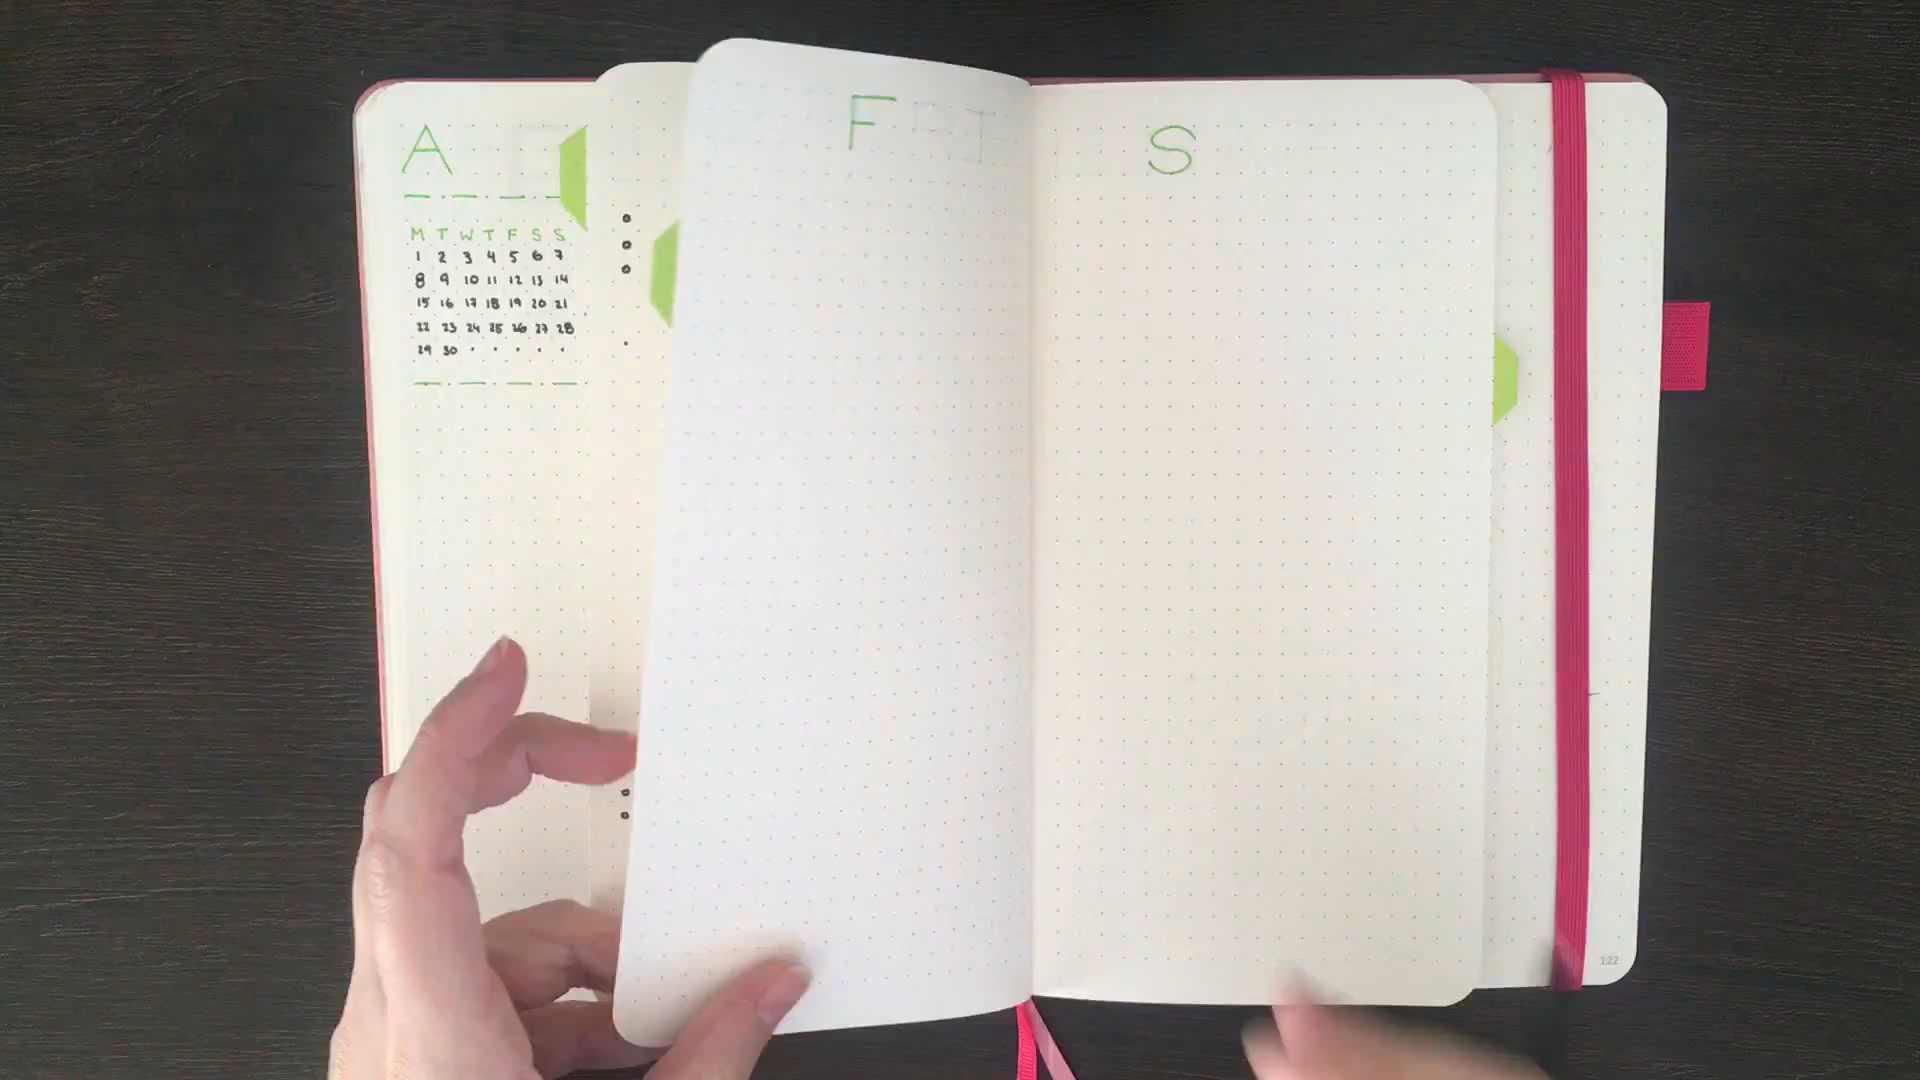 A
M T W T F S S
1 2 3 4 5 6 7
8 9 10 11 12 13 14
15 16 17 18 19 20 21
22 23 24 25 26 27 28
29 30
F
S
122